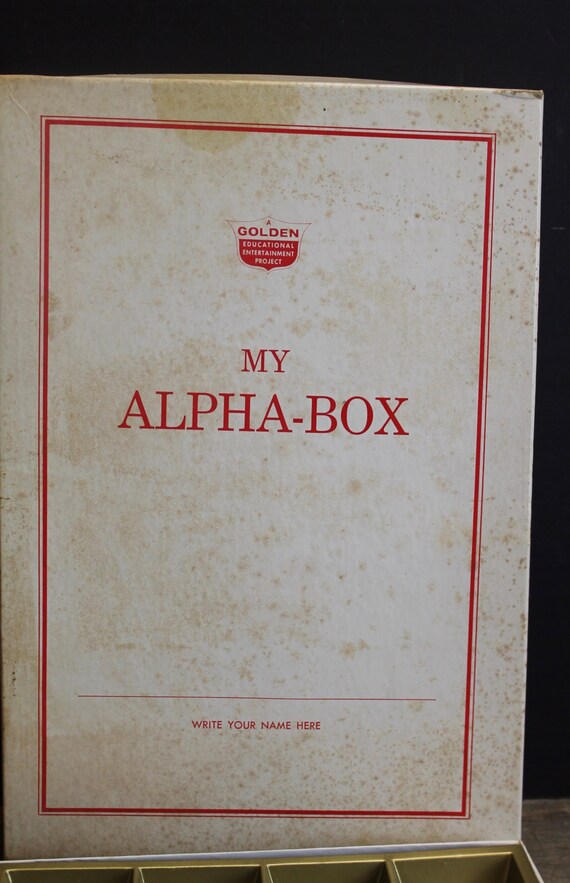 A
GOLDEN
EDUCATIONAL
ENTERTAINMENT
PROJECT
MY
ALPHA-BOX
WRITE YOUR NAME HERE